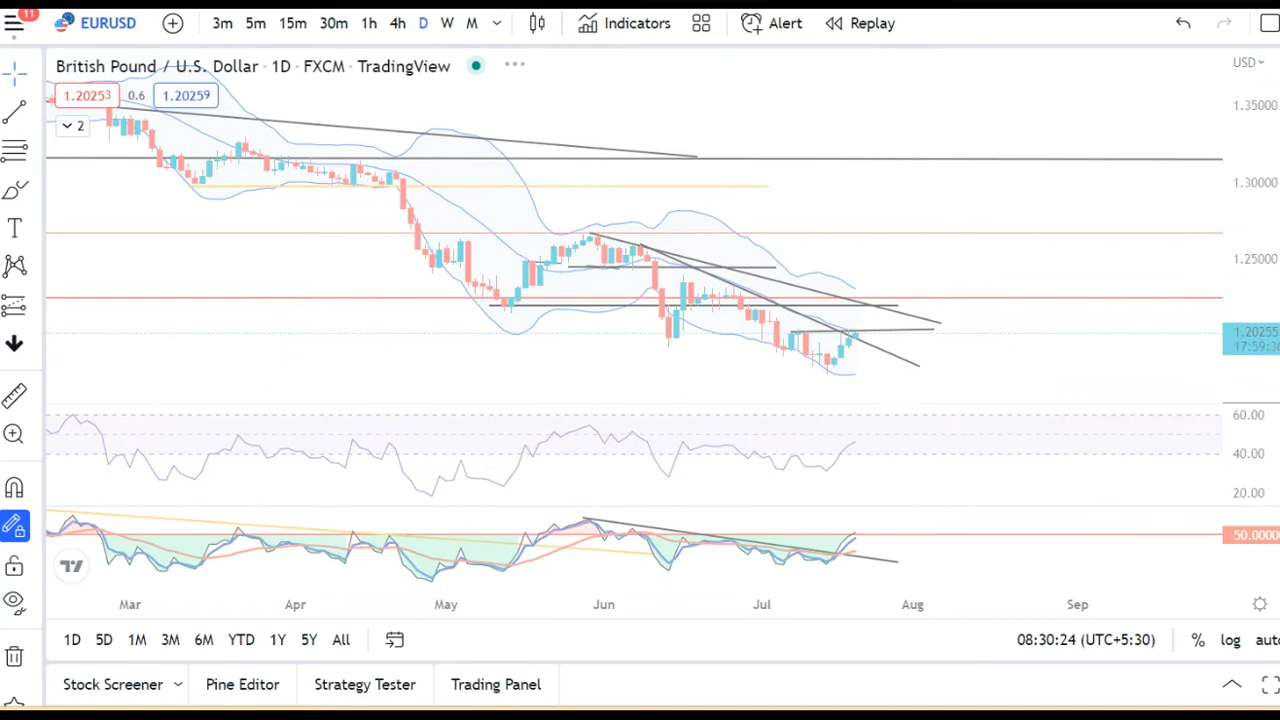 11
EURUSD 3m 5m 15m 30m 1h 4h D W M Indicators Alert Replay
British Pound / U.S. Dollar · 1D · FXCM · TradingView
USD
1.20253 0.6 1.20259
2
1.35000
1.30000
1.25000
1.20255
17:59:36
60.00
40.00
20.00
50.0000
Mar Apr May Jun Jul Aug Sep
1D 5D 1M 3M 6M YTD 1Y 5Y All 08:30:24 (UTC+5:30) % log auto
Stock Screener Pine Editor Strategy Tester Trading Panel